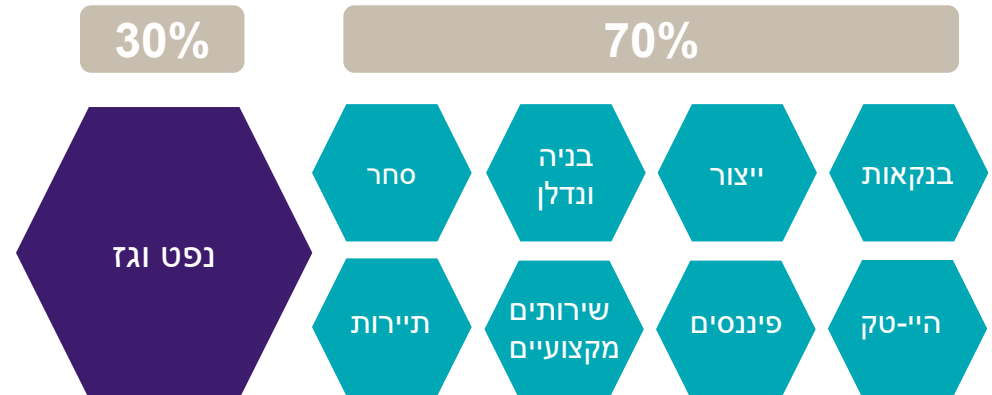 70%
30%
בנקאות
ייצור
בניה
ונדלן
סחר
נפט וגז
היי-טק
פיננסים
שירותים
מקצועיים
תיירות